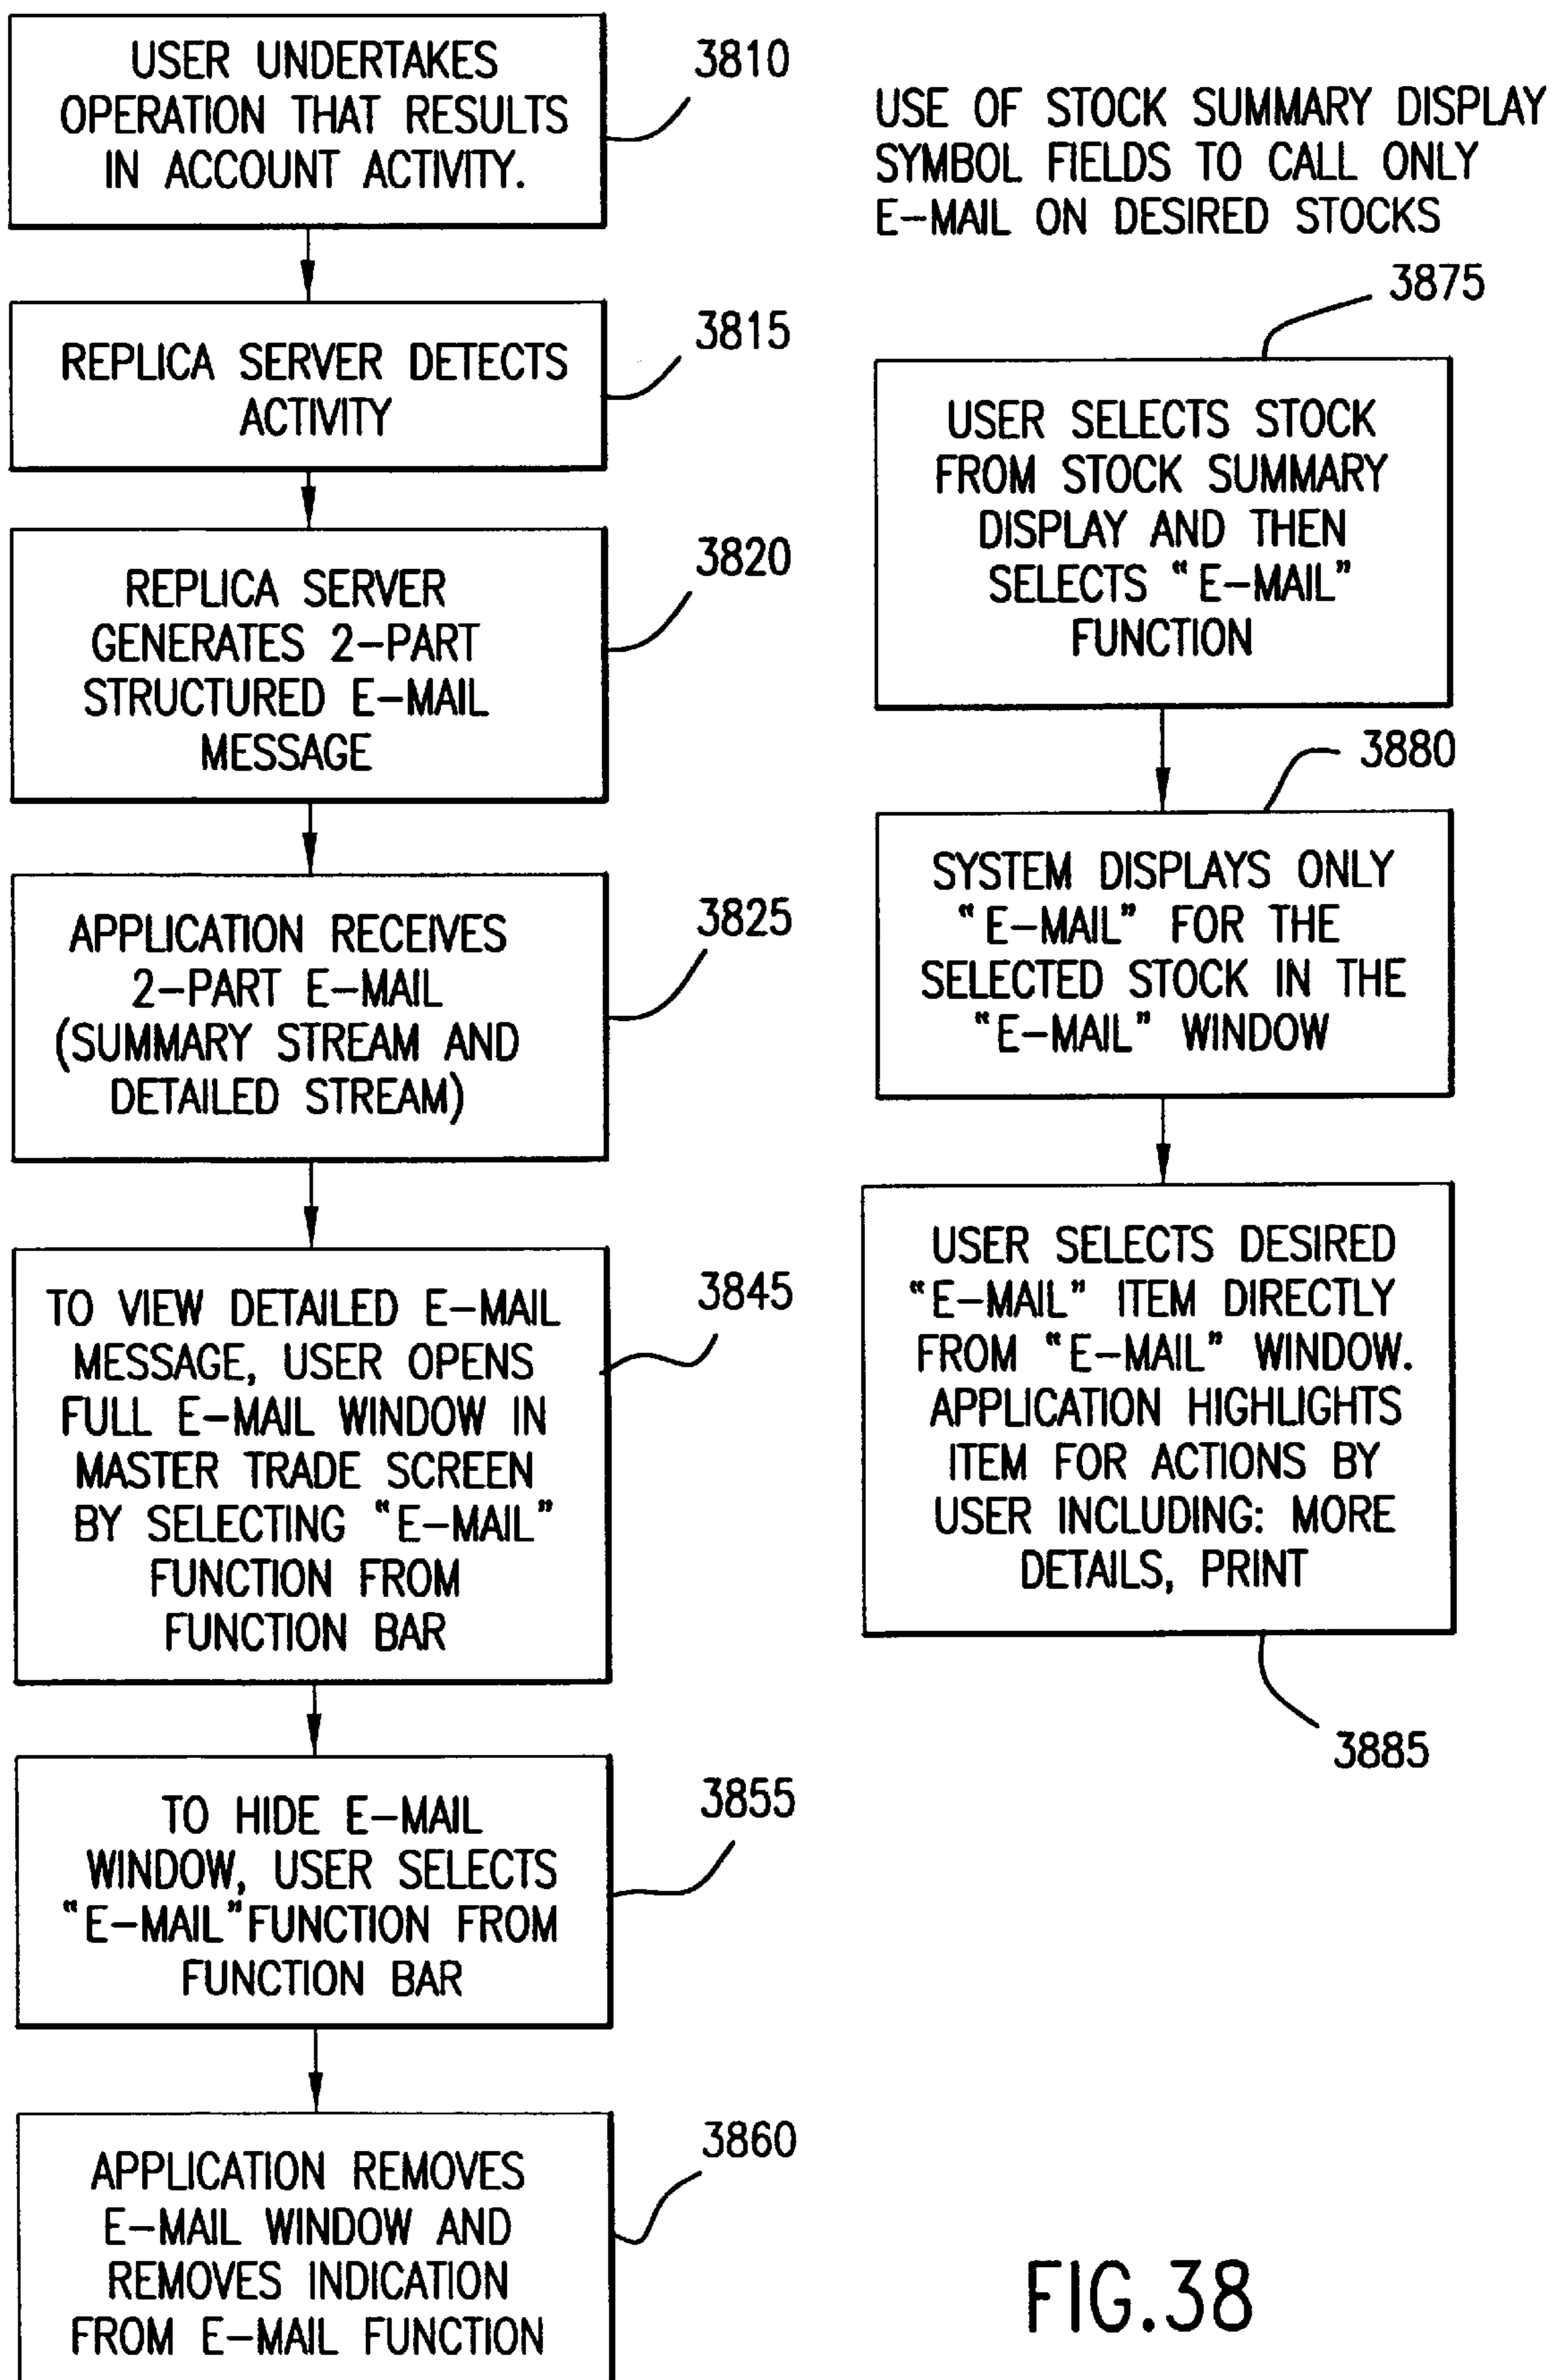 USER UNDERTAKES
OPERATION THAT RESULTS
IN ACCOUNT ACTIVITY.
3810
REPLICA SERVER DETECTS
ACTIVITY
3815
REPLICA SERVER
GENERATES 2-PART
STRUCTURED E-MAIL
MESSAGE
3820
APPLICATION RECEIVES
2-PART E-MAIL
(SUMMARY STREAM AND
DETAILED STREAM)
3825
TO VIEW DETAILED E-MAIL
MESSAGE, USER OPENS
FULL E-MAIL WINDOW IN
MASTER TRADE SCREEN
BY SELECTING "E-MAIL"
FUNCTION FROM
FUNCTION BAR
3845
TO HIDE E-MAIL
WINDOW, USER SELECTS
"E-MAIL"FUNCTION FROM
FUNCTION BAR
3855
APPLICATION REMOVES
E-MAIL WINDOW AND
REMOVES INDICATION
FROM E-MAIL FUNCTION
3860
USE OF STOCK SUMMARY DISPLAY
SYMBOL FIELDS TO CALL ONLY
E-MAIL ON DESIRED STOCKS
3875
USER SELECTS STOCK
FROM STOCK SUMMARY
DISPLAY AND THEN
SELECTS "E-MAIL"
FUNCTION
3880
SYSTEM DISPLAYS ONLY
"E-MAIL" FOR THE
SELECTED STOCK IN THE
"E-MAIL" WINDOW
USER SELECTS DESIRED
"E-MAIL" ITEM DIRECTLY
FROM "E-MAIL" WINDOW.
APPLICATION HIGHLIGHTS
ITEM FOR ACTIONS BY
USER INCLUDING: MORE
DETAILS, PRINT
3885
FIG.38